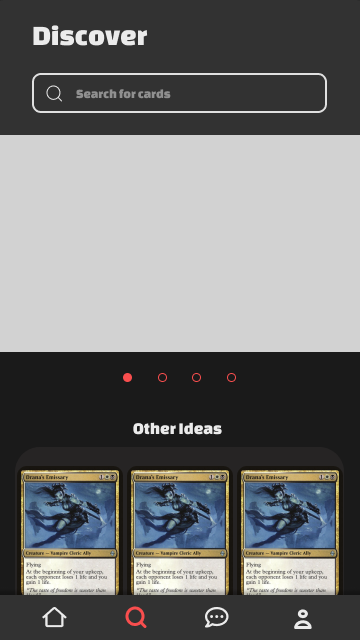 Discover
Search for cards
Other Ideas
Drana's Emissary
Drana's Emissary
Drana's Emissary
Creature — Vampire Cleric Ally
Creature — Vampire Cleric Ally
Creature — Vampire Cleric Ally
Flying
At the beginning of your upkeep,
each opponent loses 1 life and you
gain 1 life.
"The taste of freedom is sweeter than
Flying
At the beginning of your upkeep,
each opponent loses 1 life and you
gain 1 life.
"The taste of freedom is sweeter than
Flying
At the beginning of your upkeep,
each opponent loses 1 life and you
gain 1 life.
"The taste of freedom is sweeter than